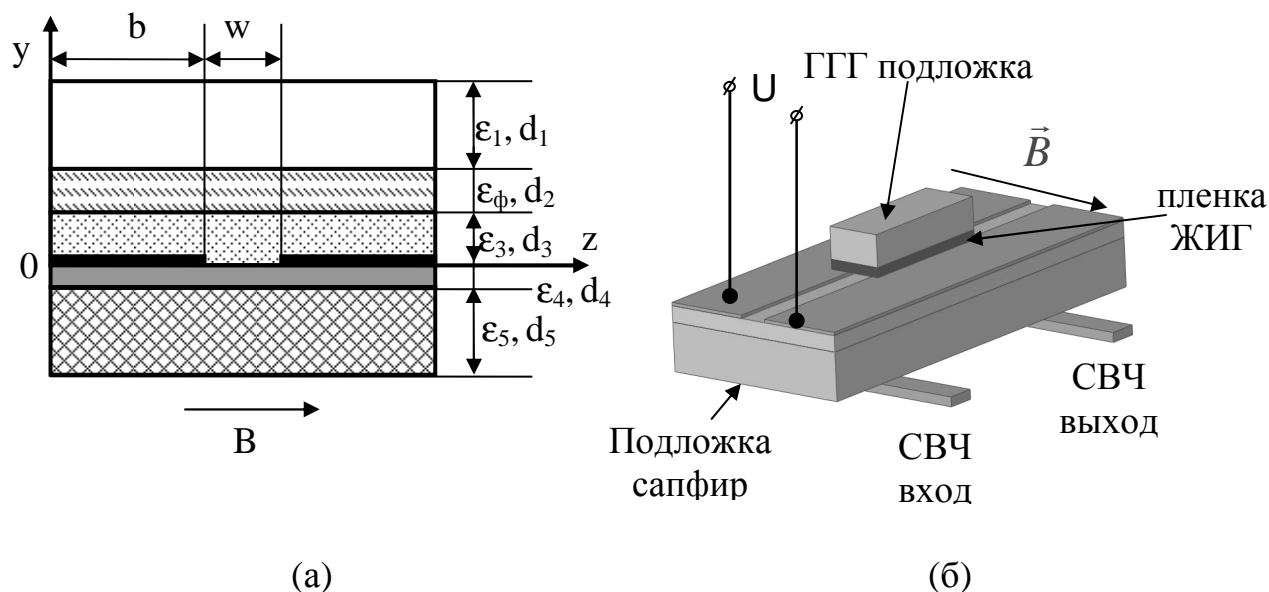 b
w
y
ε₁, d₁
ε_ф, d₂
ε₃, d₃
z
0
ε₄, d₄
ε₅, d₅
B
(а)
ГГГ подложка
U
B⃗
пленка
ЖИГ
СВЧ
выход
Подложка
сапфир
СВЧ
вход
(б)